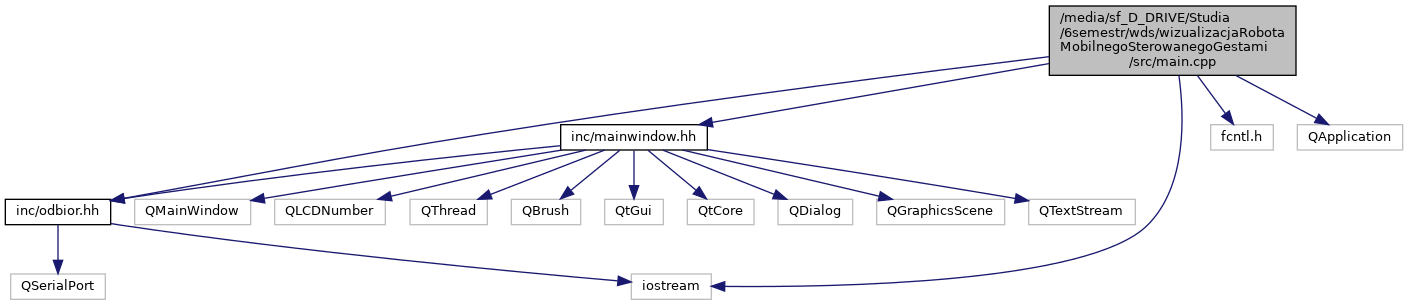 /media/sf_D_DRIVE/Studia
/6semestr/wds/wizualizacjaRobota
MobilnegoSterowanegoGestami
/src/main.cpp
inc/mainwindow.hh
fcntl.h
QApplication
inc/odbior.hh
QMainWindow
QLCDNumber
QThread
QBrush
QtGui
QtCore
QDialog
QGraphicsScene
QTextStream
QSerialPort
iostream